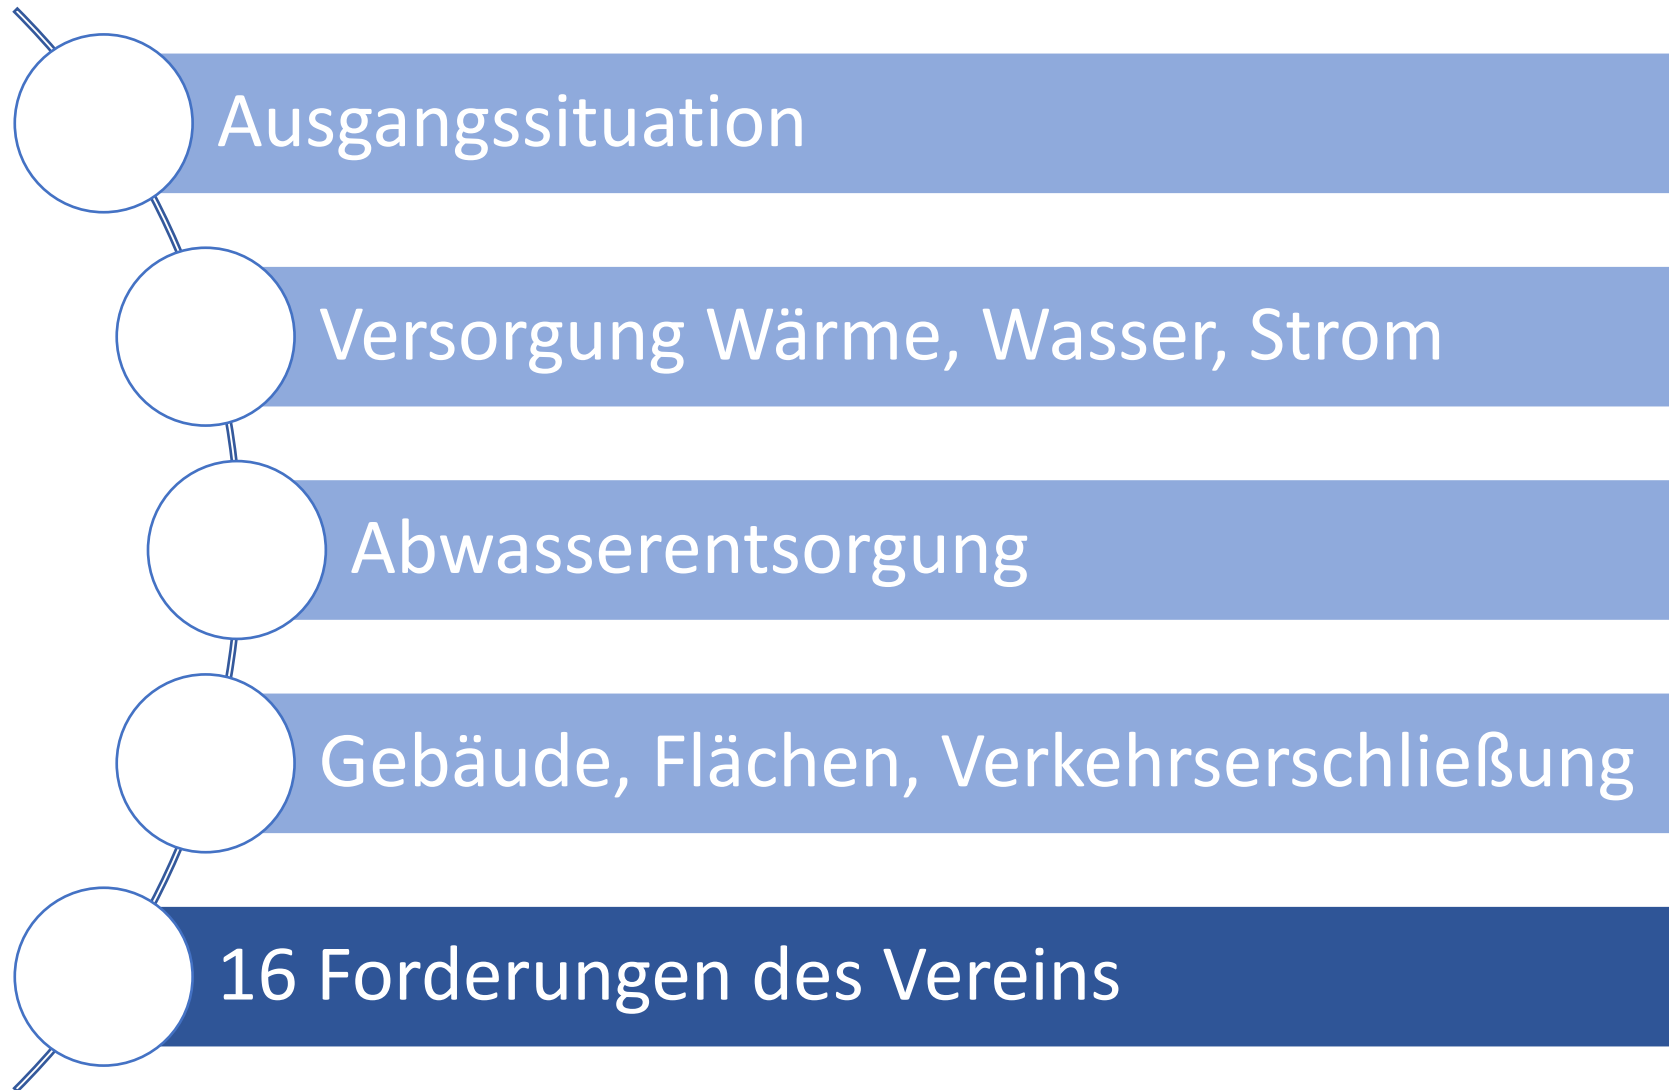 Ausgangssituation
Versorgung Wärme, Wasser, Strom
Abwasserentsorgung
Gebäude, Flächen, Verkehrserschließung
16 Forderungen des Vereins